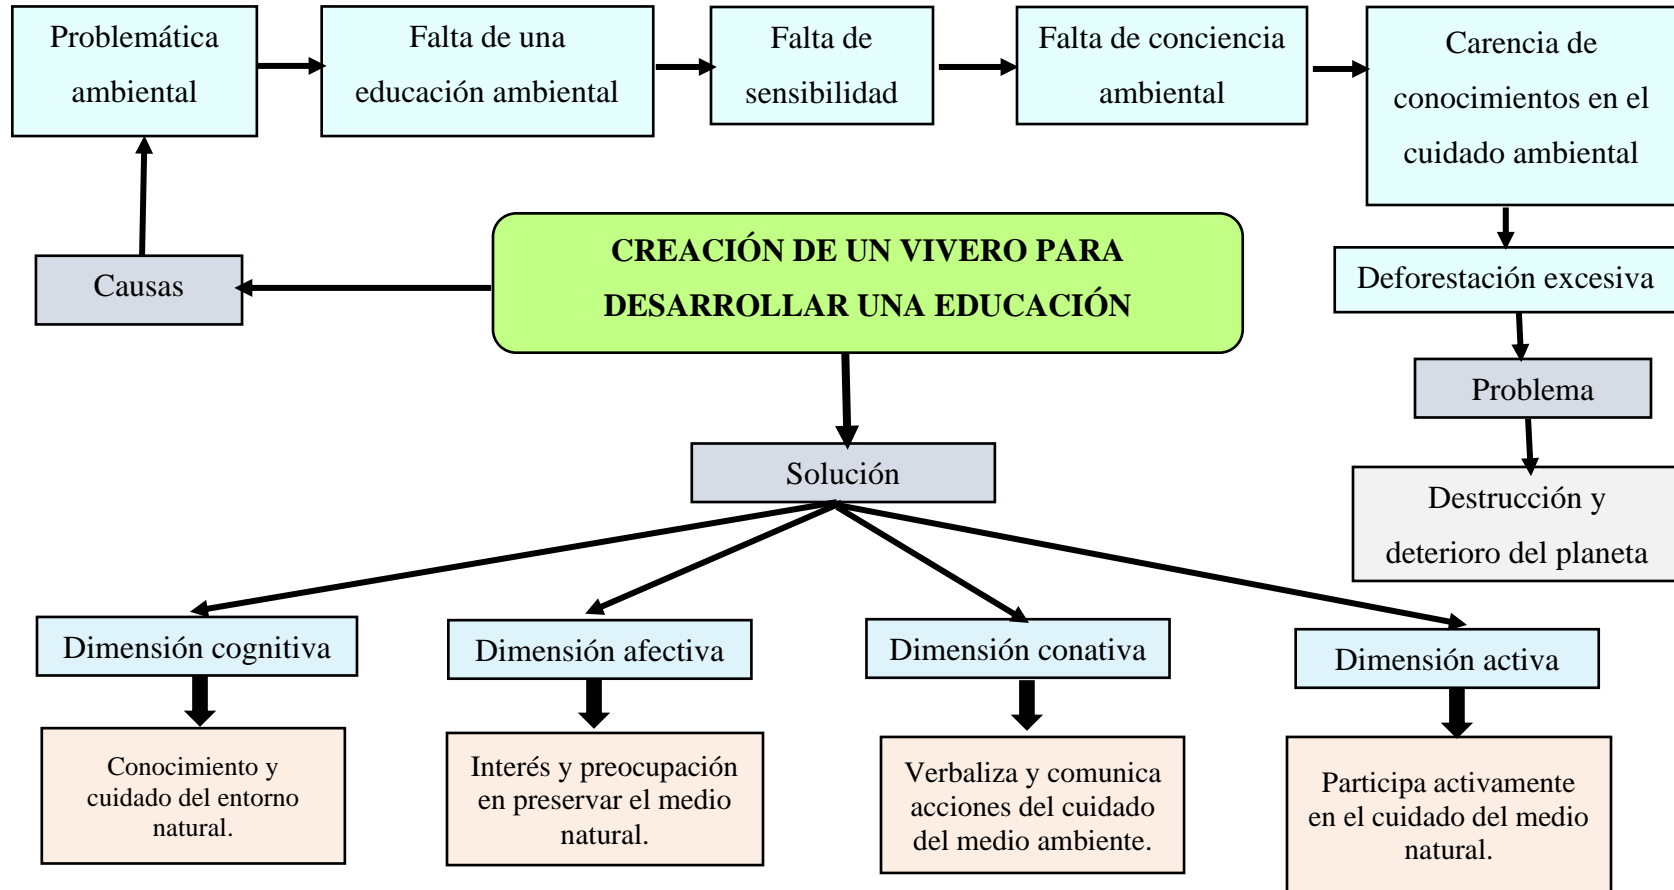 Problemática
ambiental
Falta de una
educación ambiental
Falta de
sensibilidad
Falta de conciencia
ambiental
Carencia de
conocimientos en el
cuidado ambiental
Causas
CREACIÓN DE UN VIVERO PARA
DESARROLLAR UNA EDUCACIÓN
Deforestación excesiva
Problema
Destrucción y
deterioro del planeta
Solución
Dimensión cognitiva
Dimensión afectiva
Dimensión conativa
Dimensión activa
Conocimiento y
cuidado del entorno
natural.
Interés y preocupación
en preservar el medio
natural.
Verbaliza y comunica
acciones del cuidado
del medio ambiente.
Participa activamente
en el cuidado del medio
natural.